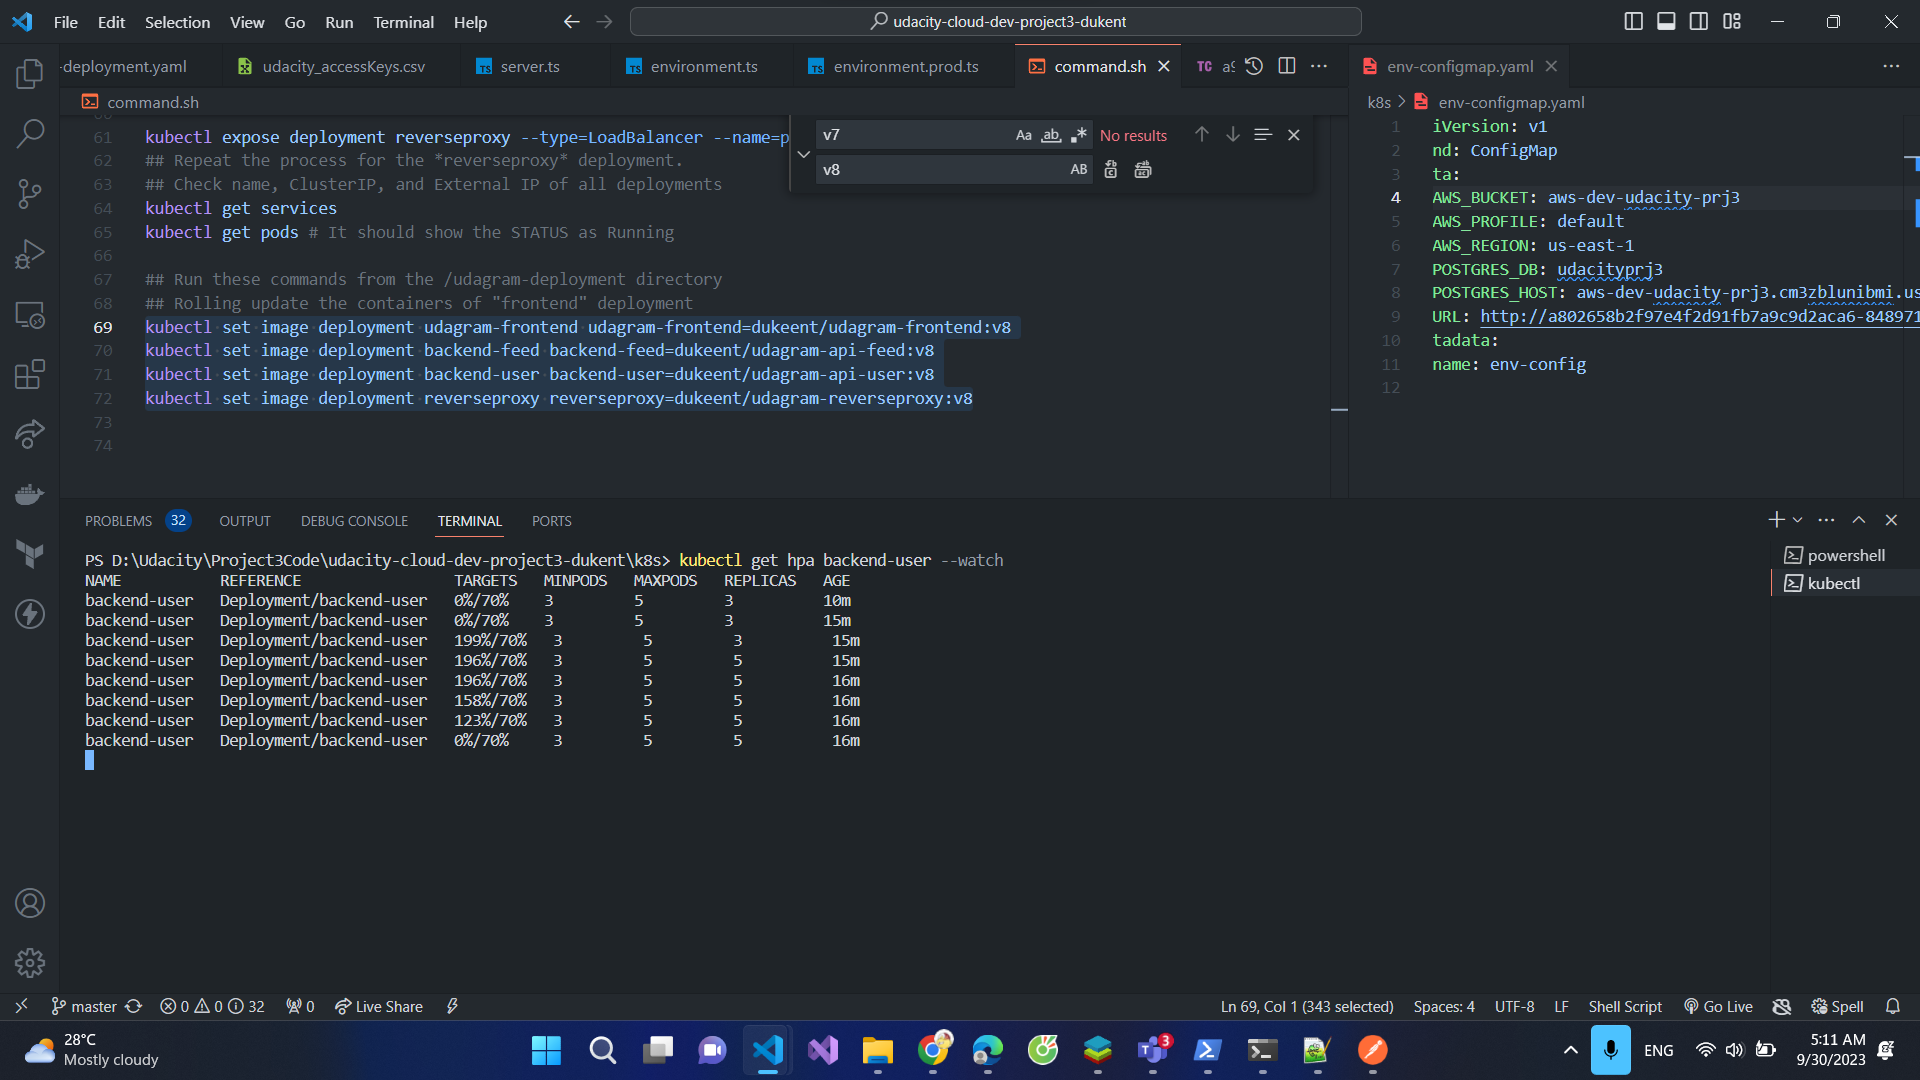 File Edit Selection View Go Run Terminal Help
udacity-cloud-dev-project3-dukent
-deployment.yaml
udacity_accessKeys.csv
TS server.ts
TS environment.ts
TS environment.prod.ts
command.sh
TC
env-configmap.yaml
command.sh
61 kubectl expose deployment reverseproxy --type=LoadBalancer --name=p
62 ## Repeat the process for the *reverseproxy* deployment.
63 ## Check name, ClusterIP, and External IP of all deployments
64 kubectl get services
65 kubectl get pods # It should show the STATUS as Running
66
67 ## Run these commands from the /udagram-deployment directory
68 ## Rolling update the containers of "frontend" deployment
69 kubectl set image deployment udagram-frontend udagram-frontend=dukeent/udagram-frontend:v8
70 kubectl set image deployment backend-feed backend-feed=dukeent/udagram-api-feed:v8
71 kubectl set image deployment backend-user backend-user=dukeent/udagram-api-user:v8
72 kubectl set image deployment reverseproxy reverseproxy=dukeent/udagram-reverseproxy:v8
73
74
v7 Aa ab .* No results
v8 AB
k8s > env-configmap.yaml
1 iVersion: v1
2 nd: ConfigMap
3 ta:
4 AWS_BUCKET: aws-dev-udacity-prj3
5 AWS_PROFILE: default
6 AWS_REGION: us-east-1
7 POSTGRES_DB: udacityprj3
8 POSTGRES_HOST: aws-dev-udacity-prj3.cm3zblunibmi.us
9 URL: http://a802658b2f97e4f2d91fb7a9c9d2aca6-848971
10 tadata:
11 name: env-config
12
PROBLEMS 32 OUTPUT DEBUG CONSOLE TERMINAL PORTS
PS D:\Udacity\Project3Code\udacity-cloud-dev-project3-dukent\k8s> kubectl get hpa backend-user --watch
NAME REFERENCE TARGETS MINPODS MAXPODS REPLICAS AGE
backend-user Deployment/backend-user 0%/70% 3 5 3 10m
backend-user Deployment/backend-user 0%/70% 3 5 3 15m
backend-user Deployment/backend-user 199%/70% 3 5 3 15m
backend-user Deployment/backend-user 196%/70% 3 5 5 15m
backend-user Deployment/backend-user 196%/70% 3 5 5 16m
backend-user Deployment/backend-user 158%/70% 3 5 5 16m
backend-user Deployment/backend-user 123%/70% 3 5 5 16m
backend-user Deployment/backend-user 0%/70% 3 5 5 16m
powershell
kubectl
master 0 0 32 0 Live Share
Ln 69, Col 1 (343 selected) Spaces: 4 UTF-8 LF Shell Script Go Live Spell
28°C
Mostly cloudy
3
ENG
5:11 AM
9/30/2023